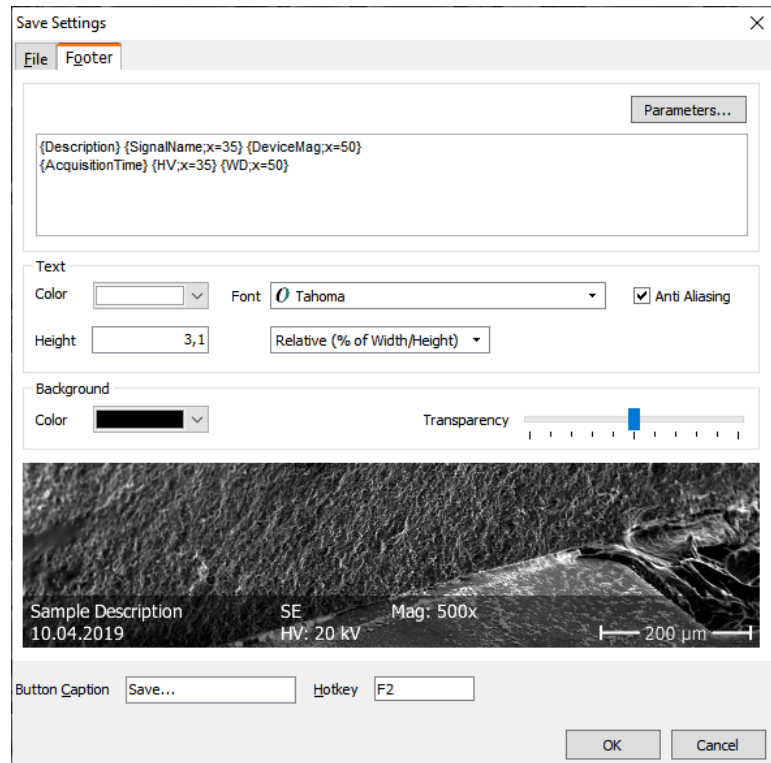 Save Settings
File Footer
Parameters...
{Description} {SignalName;x=35} {DeviceMag;x=50}
{AcquisitionTime} {HV;x=35} {WD;x=50}
Text
Color Font O Tahoma Anti Aliasing
Height 3,1 Relative (% of Width/Height)
Background
Color Transparency
Sample Description SE Mag: 500x
10.04.2019 HV: 20 kV 200 µm
Button Caption Save... Hotkey F2
OK Cancel